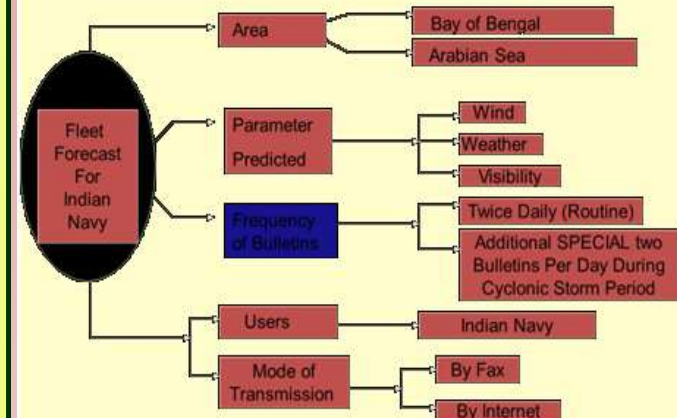 Fleet
Forecast
For
Indian
Navy
Area
Bay of Bengal
Arabian Sea
Parameter
Predicted
Wind
Weather
Visibility
Frequency
of Bulletins
Twice Daily (Routine)
Additional SPECIAL two
Bulletins Per Day During
Cyclonic Storm Period
Users
Indian Navy
Mode of
Transmission
By Fax
By Internet